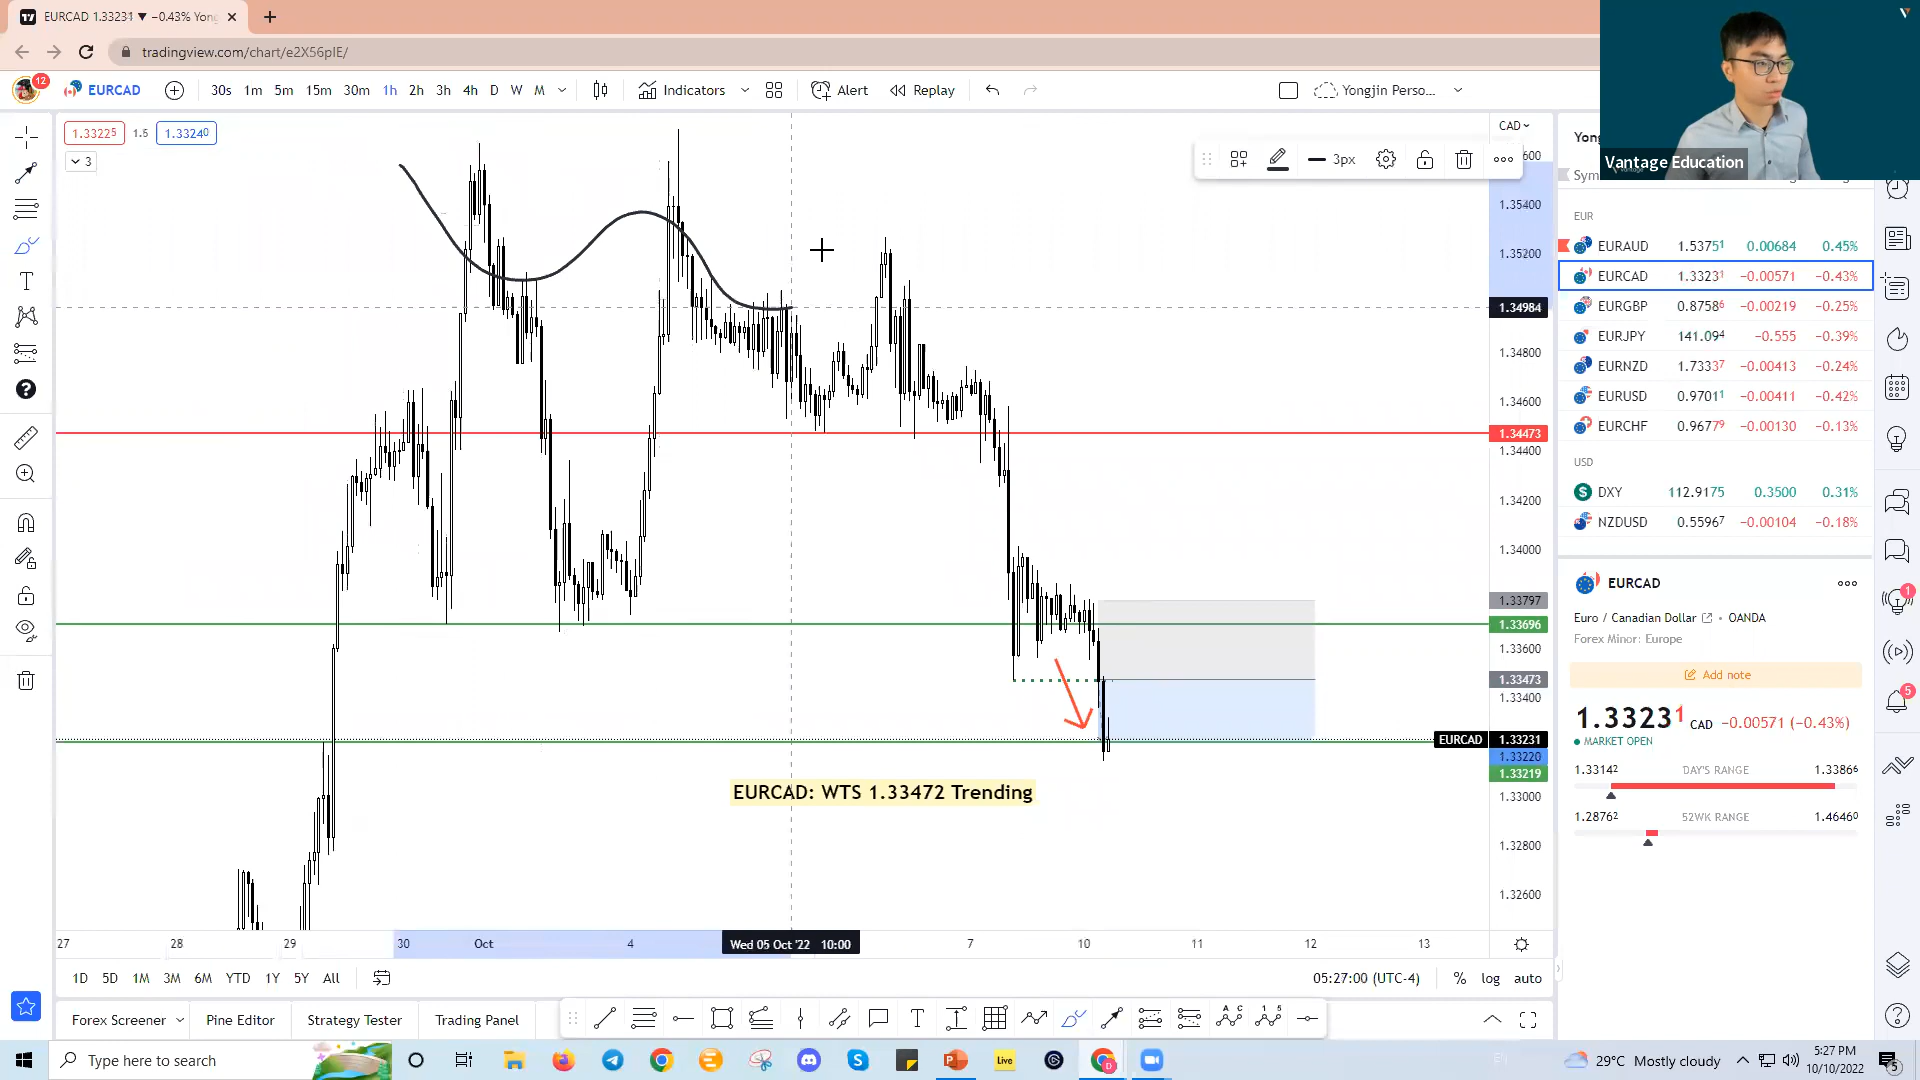 EURCAD 1.33231 ▼ −0.43% Yon
tradingview.com/chart/e2X56pIE/
12
EURCAD
30s 1m 5m 15m 30m 1h 2h 3h 4h D W M
Indicators
Alert
Replay
Yongjin Perso...
1.33225 1.5 1.33240
3
3px
CAD
1.35400
1.35200
1.34984
1.34800
1.34600
1.34473
1.34400
1.34200
1.34000
1.33797
1.33696
1.33600
1.33473
1.33400
EURCAD 1.33231
1.33220
1.33219
1.33000
1.32800
1.32600
EURCAD: WTS 1.33472 Trending
27 28 29 30 Oct 4 Wed 05 Oct '22 10:00 7 10 11 12 13
1D 5D 1M 3M 6M YTD 1Y 5Y All
05:27:00 (UTC-4) % log auto
Forex Screener Pine Editor Strategy Tester Trading Panel
Vantage Education
EUR
EURAUD 1.53751 0.00684 0.45%
EURCAD 1.33231 −0.00571 −0.43%
EURGBP 0.87586 −0.00219 −0.25%
EURJPY 141.094 −0.555 −0.39%
EURNZD 1.73337 −0.00413 −0.24%
EURUSD 0.97011 −0.00411 −0.42%
EURCHF 0.96779 −0.00130 −0.13%
USD
DXY 112.9175 0.3500 0.31%
NZDUSD 0.55967 −0.00104 −0.18%
EURCAD
Euro / Canadian Dollar • OANDA
Forex Minor: Europe
Add note
1.33231 CAD −0.00571 (−0.43%)
MARKET OPEN
1.33142 DAY'S RANGE 1.33866
1.28762 52WK RANGE 1.46460
1
5
Type here to search
Live
29°C Mostly cloudy
5:27 PM
10/10/2022
5